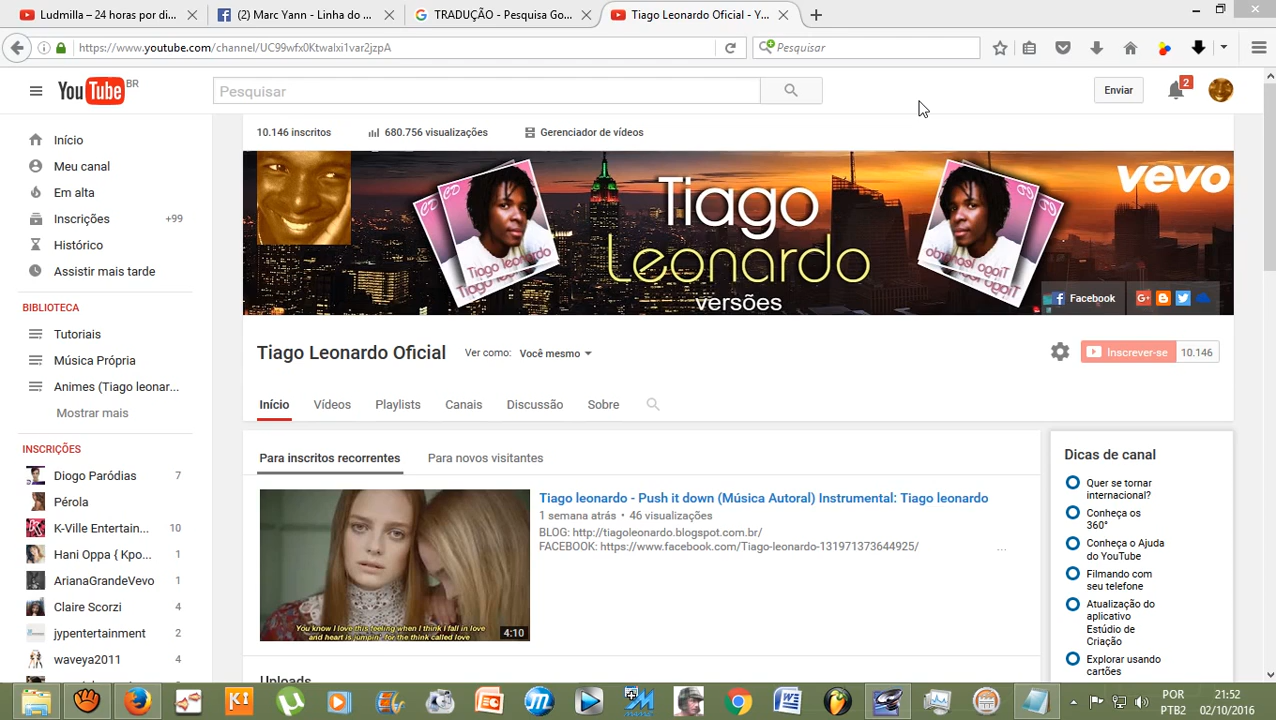 Ludmilla – 24 horas por di...
(2) Marc Yann - Linha do ...
TRADUÇÃO - Pesquisa Go...
Tiago Leonardo Oficial - Y...
https://www.youtube.com/channel/UC99wfx0Ktwalxi1var2jzpA
Pesquisar
YouTube BR
Pesquisar
Enviar
2
Início
Meu canal
Em alta
Inscrições +99
Histórico
Assistir mais tarde
BIBLIOTECA
Tutoriais
Música Própria
Animes (Tiago leonar...
Mostrar mais
INSCRIÇÕES
Diogo Paródias 7
Pérola
K-Ville Entertain... 10
Hani Oppa { Kpo... 1
ArianaGrandeVevo 1
Claire Scorzi 4
jypentertainment 2
waveya2011 4
10.146 inscritos
680.756 visualizações
Gerenciador de vídeos
CD
Tiago leonardo
Tiago
Leonardo
versões
vevo
CD
Tiago leonardo
Facebook
Tiago Leonardo Oficial
Ver como: Você mesmo
Inscrever-se 10.146
Início Vídeos Playlists Canais Discussão Sobre
Para inscritos recorrentes
Para novos visitantes
You know I love this feeling when I think I fall in love
and heart is jumpin' for the think called love
4:10
Tiago leonardo - Push it down (Música Autoral) Instrumental: Tiago leonardo
1 semana atrás • 46 visualizações
BLOG: http://tiagoleonardo.blogspot.com.br/
FACEBOOK: https://www.facebook.com/Tiago-leonardo-131971373644925/ ...
Uploads
Dicas de canal
Quer se tornar
internacional?
Conheça os
360°
Conheça o Ajuda
do YouTube
Filmando com
seu telefone
Atualização do
aplicativo
Estúdio de
Criação
Explorar usando
cartões
POR
PTB2
21:52
02/10/2016